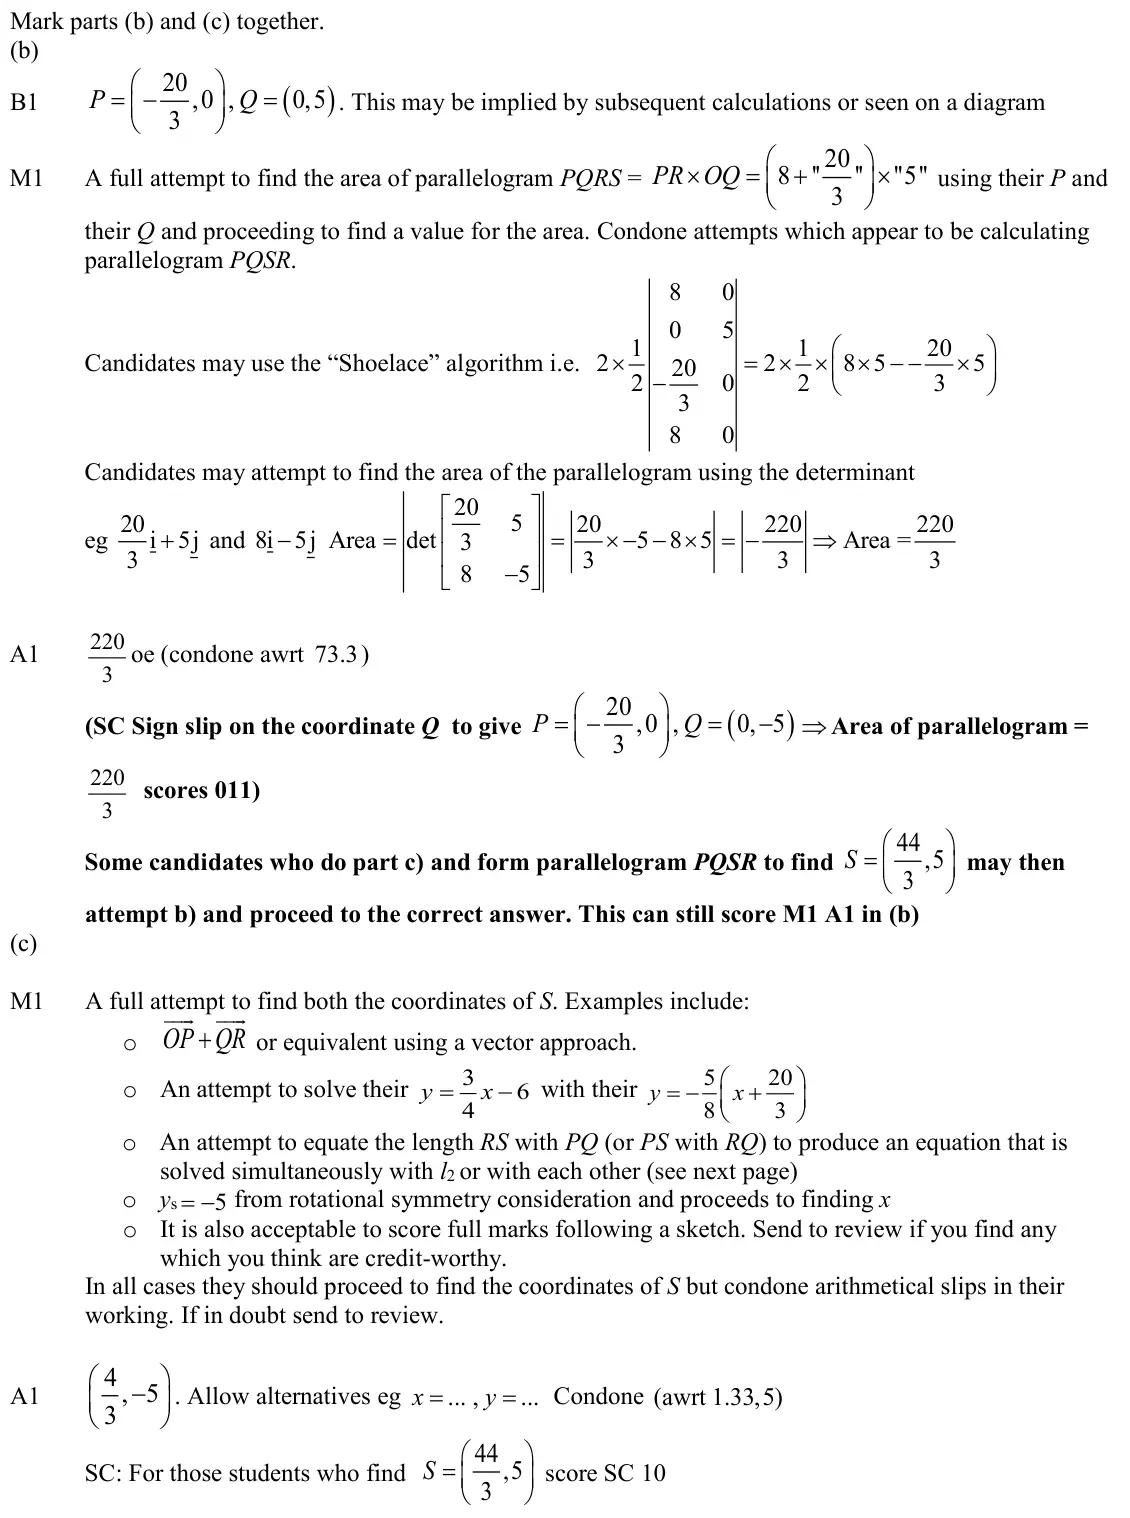 Mark parts (b) and (c) together.
(b)
B1 P = (−20/3, 0), Q = (0,5). This may be implied by subsequent calculations or seen on a diagram
M1 A full attempt to find the area of parallelogram PQRS = PR × OQ = (8 + "20/3") × "5" using their P and
their Q and proceeding to find a value for the area. Condone attempts which appear to be calculating
parallelogram PQSR.
Candidates may use the “Shoelace” algorithm i.e. 2 × 1/2 |8 0; 0 5; −20/3 0; 8 0| = 2 × 1/2 × (8 × 5 − − 20/3 × 5)
Candidates may attempt to find the area of the parallelogram using the determinant
eg 20/3 i + 5j and 8i − 5j Area = |det [20/3 5; 8 −5]| = |20/3 × −5 − 8 × 5| = |−220/3| ⇒ Area = 220/3
A1 220/3 oe (condone awrt 73.3)
(SC Sign slip on the coordinate Q to give P = (−20/3, 0), Q = (0, −5) ⇒ Area of parallelogram =
220/3 scores 011)
Some candidates who do part c) and form parallelogram PQSR to find S = (44/3, 5) may then
attempt b) and proceed to the correct answer. This can still score M1 A1 in (b)
(c)
M1 A full attempt to find both the coordinates of S. Examples include:
o OP→ + QR→ or equivalent using a vector approach.
o An attempt to solve their y = 3/4 x − 6 with their y = −5/8 (x + 20/3)
o An attempt to equate the length RS with PQ (or PS with RQ) to produce an equation that is
solved simultaneously with l₂ or with each other (see next page)
o yₛ = −5 from rotational symmetry consideration and proceeds to finding x
o It is also acceptable to score full marks following a sketch. Send to review if you find any
which you think are credit-worthy.
In all cases they should proceed to find the coordinates of S but condone arithmetical slips in their
working. If in doubt send to review.
A1 (4/3, −5). Allow alternatives eg x = ... , y = ... Condone (awrt 1.33, 5)
SC: For those students who find S = (44/3, 5) score SC 10